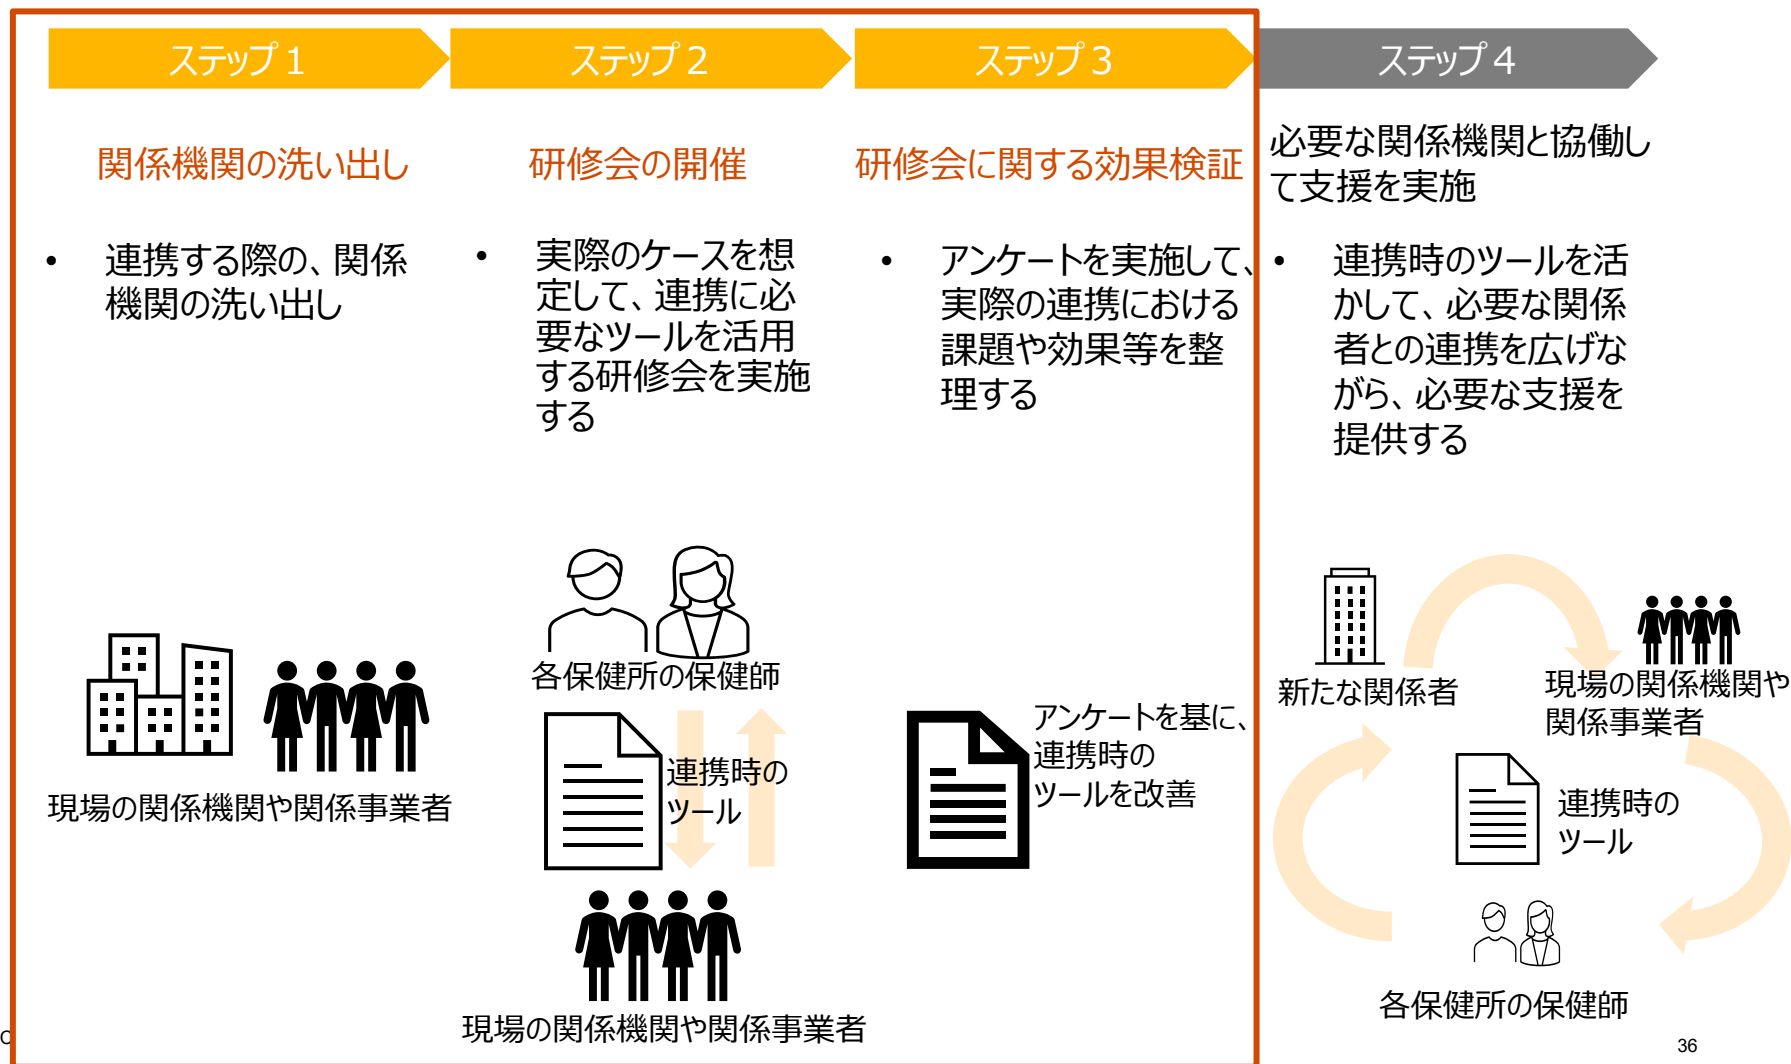 ステップ１
ステップ２
ステップ３
ステップ４
関係機関の洗い出し
• 連携する際の、関係
機関の洗い出し
現場の関係機関や関係事業者
研修会の開催
• 実際のケースを想
定して、連携に必
要なツールを活用
する研修会を実施
する
各保健所の保健師
連携時の
ツール
現場の関係機関や関係事業者
研修会に関する効果検証
• アンケートを実施して、
実際の連携における
課題や効果等を整
理する
アンケートを基に、
連携時の
ツールを改善
必要な関係機関と協働し
て支援を実施
• 連携時のツールを活
かして、必要な関係
者との連携を広げな
がら、必要な支援を
提供する
新たな関係者
現場の関係機関や
関係事業者
連携時の
ツール
各保健所の保健師
36